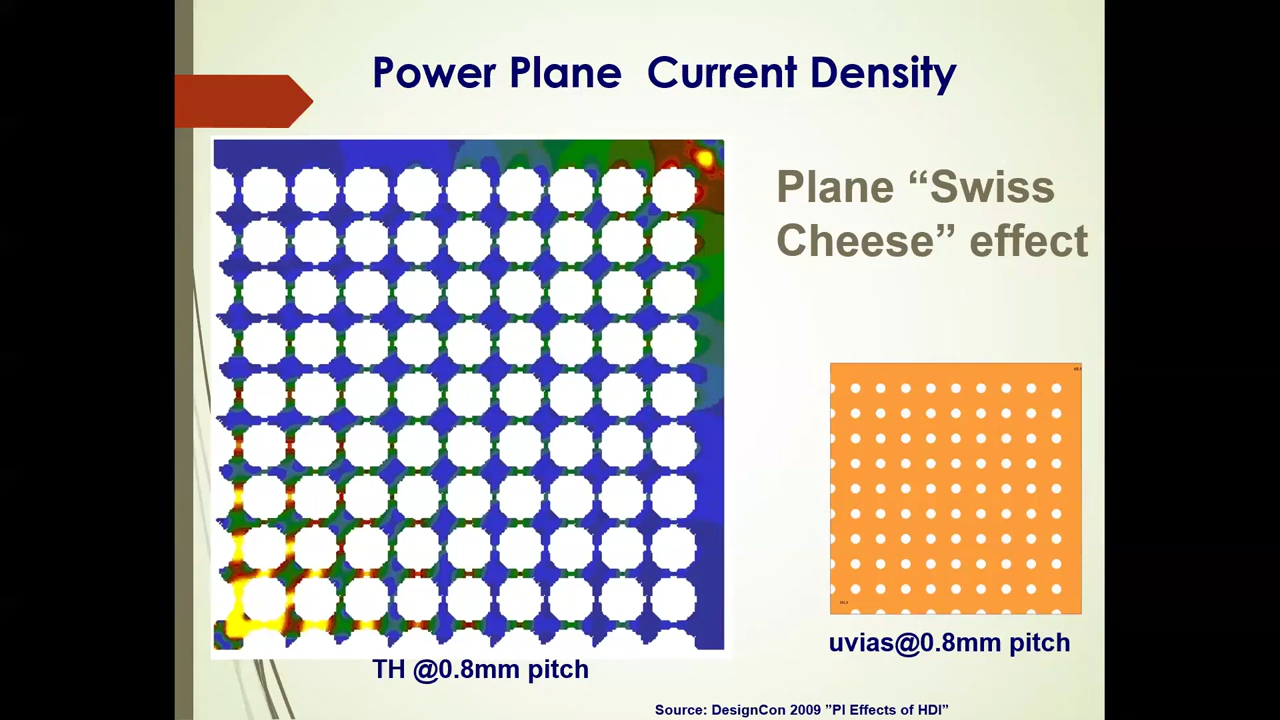 Power Plane  Current Density
Plane “Swiss
Cheese” effect
TH @0.8mm pitch
uvias@0.8mm pitch
Source: DesignCon 2009 ”PI Effects of HDI”